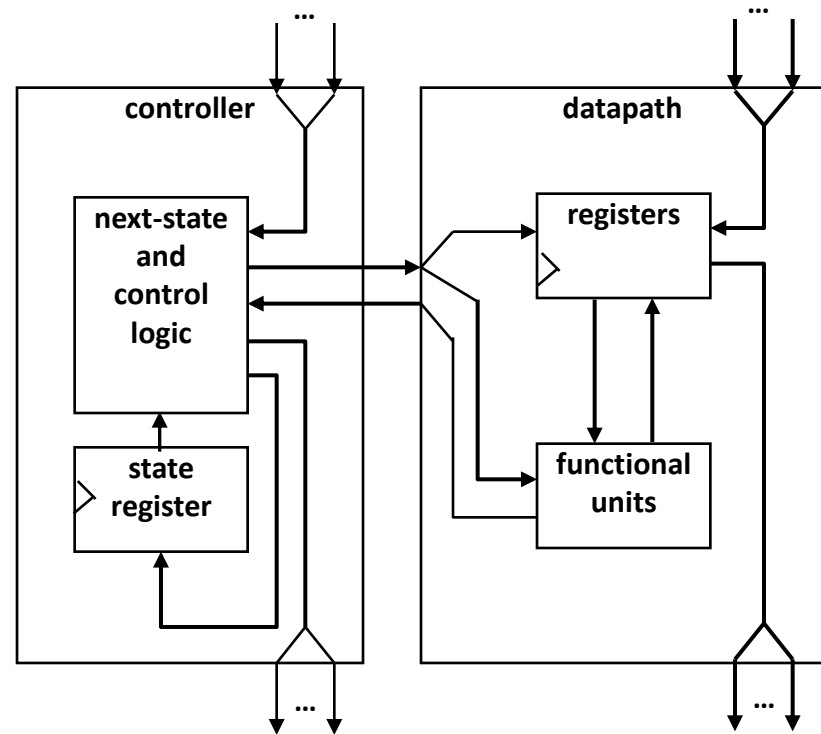 ...
...
controller
datapath
next-state
and
control
logic
registers
state
register
functional
units
...
...